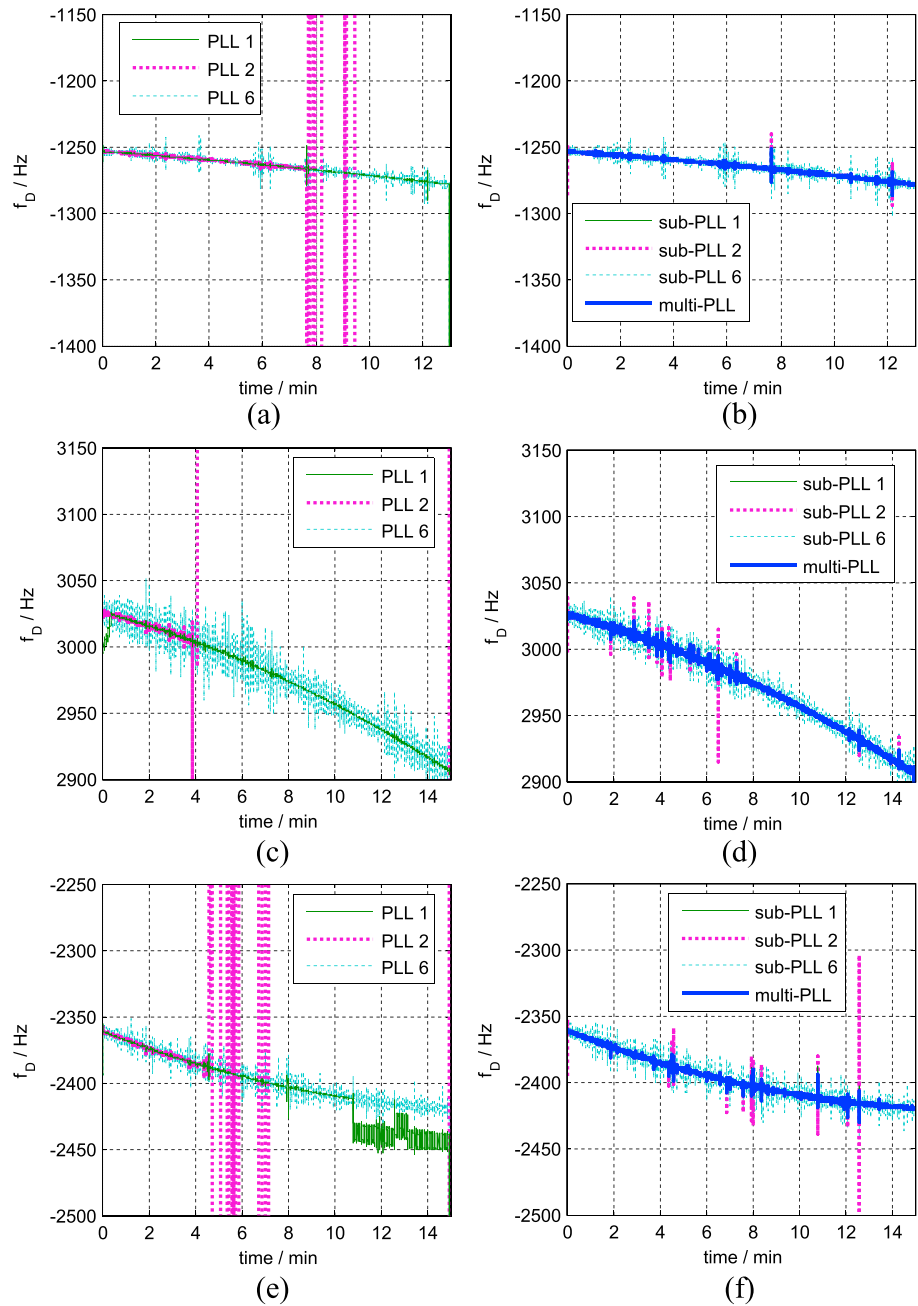 -1150
-1200
-1250
-1300
-1350
-1400
f_D / Hz
PLL 1
PLL 2
PLL 6
0 2 4 6 8 10 12
time / min
(a)
-1150
-1200
-1250
-1300
-1350
-1400
f_D / Hz
sub-PLL 1
sub-PLL 2
sub-PLL 6
multi-PLL
0 2 4 6 8 10 12
time / min
(b)
3150
3100
3050
3000
2950
2900
f_D / Hz
PLL 1
PLL 2
PLL 6
0 2 4 6 8 10 12 14
time / min
(c)
3150
3100
3050
3000
2950
2900
f_D / Hz
sub-PLL 1
sub-PLL 2
sub-PLL 6
multi-PLL
0 2 4 6 8 10 12 14
time / min
(d)
-2250
-2300
-2350
-2400
-2450
-2500
f_D / Hz
PLL 1
PLL 2
PLL 6
0 2 4 6 8 10 12 14
time / min
(e)
-2250
-2300
-2350
-2400
-2450
-2500
f_D / Hz
sub-PLL 1
sub-PLL 2
sub-PLL 6
multi-PLL
0 2 4 6 8 10 12 14
time / min
(f)